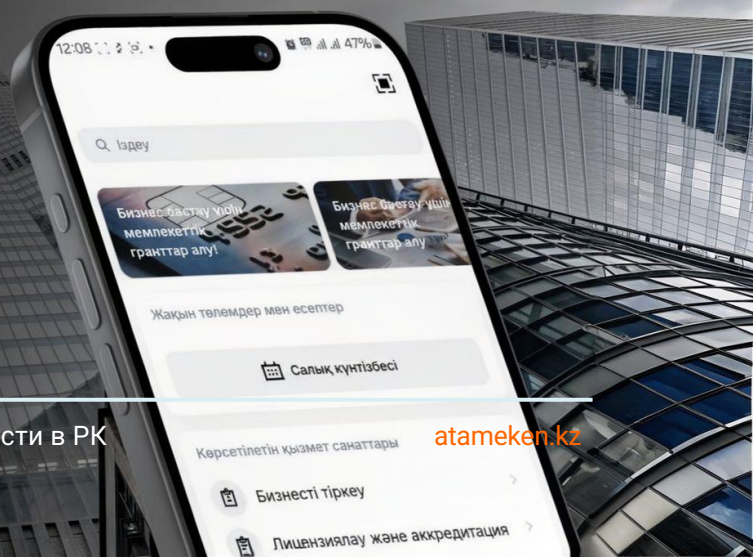 12:08
47%
Іздеу
Бизнес бастау үшін
мемлекеттік
гранттар алу!
Бизнес бастау үшін
мемлекеттік
гранттар алу
Жақын төлемдер мен есептер
Салық күнтізбесі
сти в РК
atameken.kz
Көрсетілетін қызмет санаттары
Бизнесті тіркеу
Лицензиялау және аккредитация